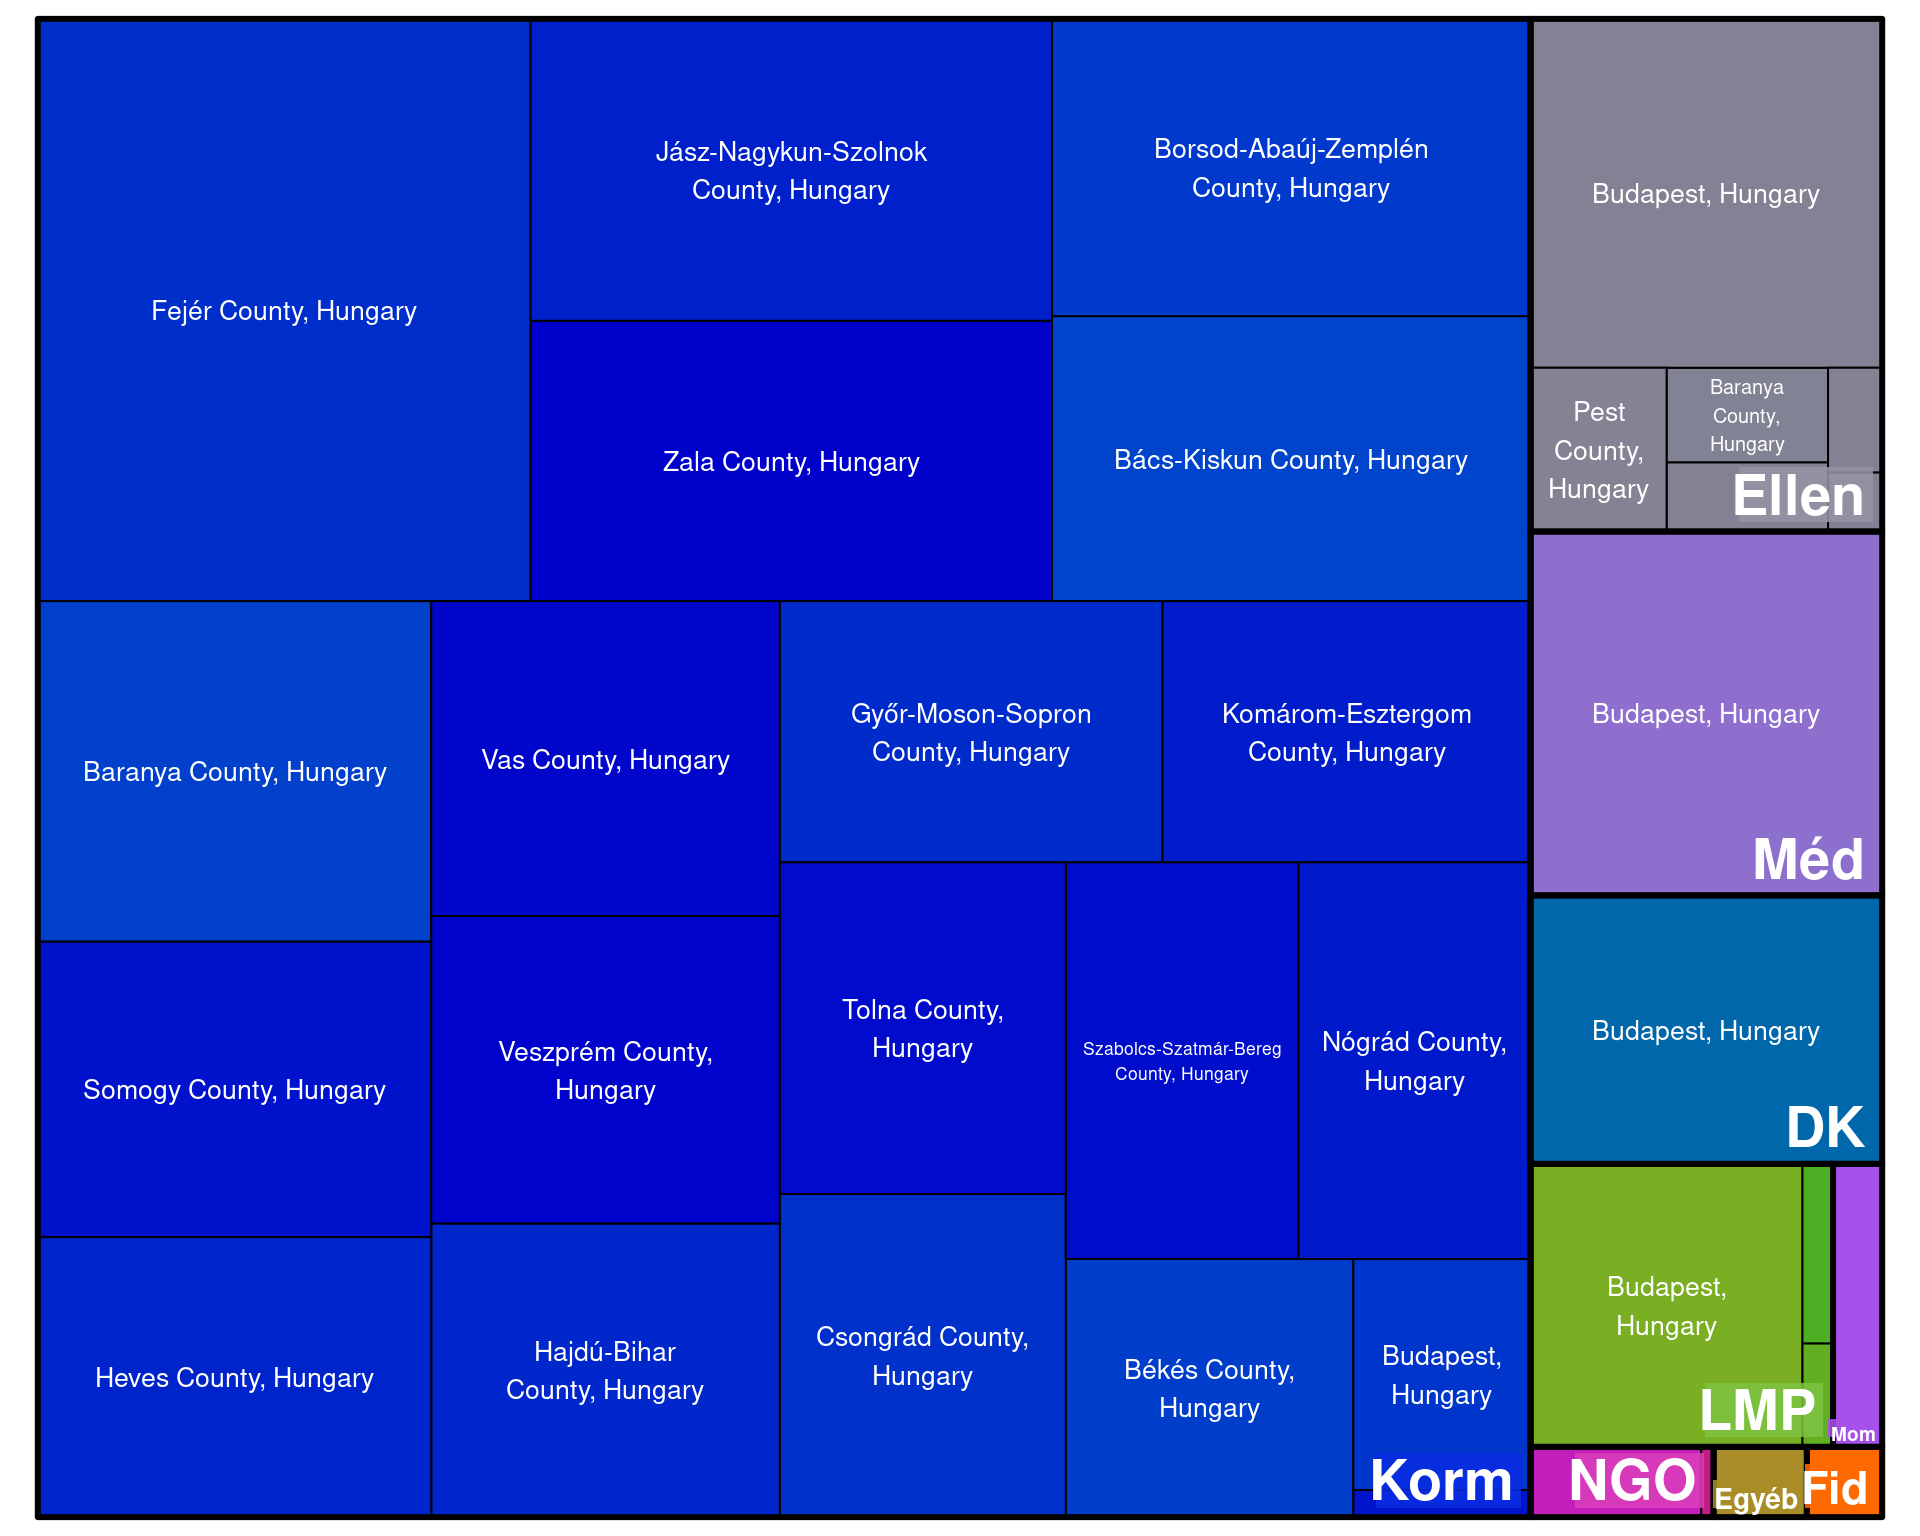 Fejér County, Hungary
Jász-Nagykun-Szolnok
County, Hungary
Zala County, Hungary
Borsod-Abaúj-Zemplén
County, Hungary
Bács-Kiskun County, Hungary
Baranya County, Hungary
Somogy County, Hungary
Heves County, Hungary
Vas County, Hungary
Veszprém County,
Hungary
Hajdú-Bihar
County, Hungary
Győr-Moson-Sopron
County, Hungary
Komárom-Esztergom
County, Hungary
Tolna County,
Hungary
Csongrád County,
Hungary
Szabolcs-Szatmár-Bereg
County, Hungary
Nógrád County,
Hungary
Békés County,
Hungary
Budapest,
Hungary
Korm
Budapest, Hungary
Pest
County,
Hungary
Baranya
County,
Hungary
Ellen
Budapest, Hungary
Méd
Budapest, Hungary
DK
Budapest,
Hungary
LMP
Mom
NGO
Egyéb
Fid